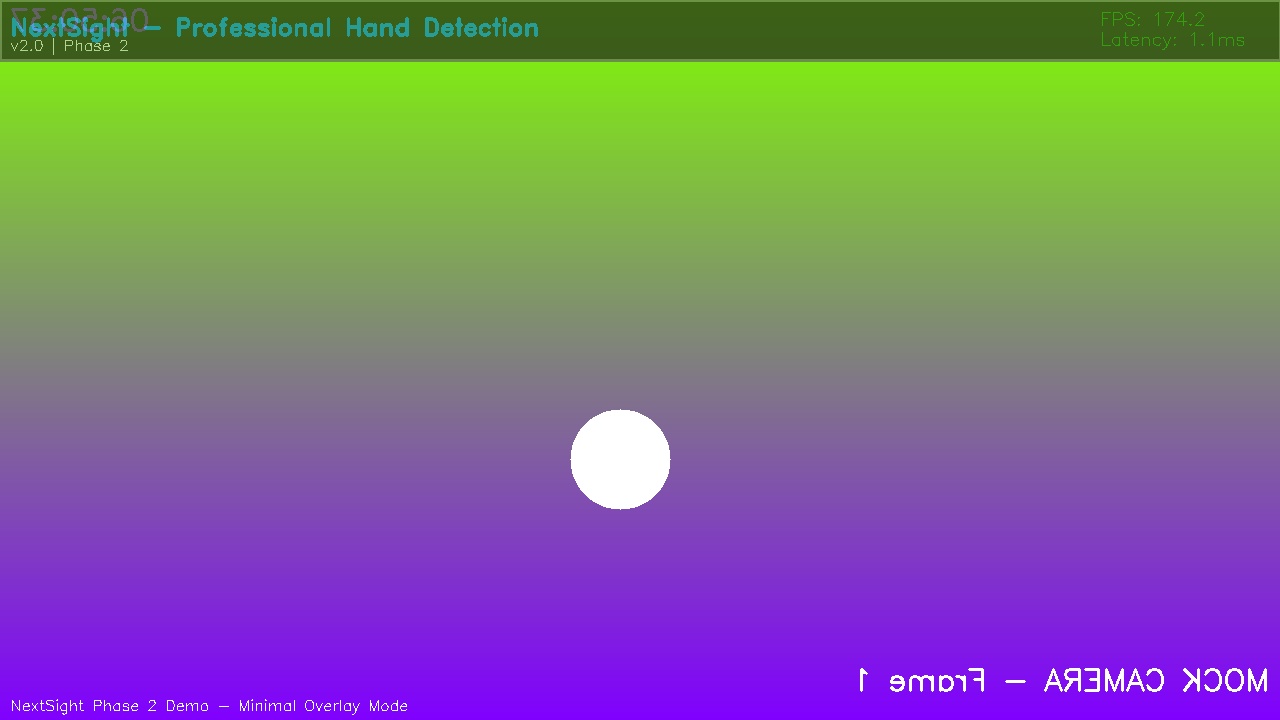 NextSight – Professional Hand Detection
v2.0 | Phase 2
FPS: 174.2
Latency: 1.1ms
MOCK CAMERA – Frame 1
NextSight Phase 2 Demo – Minimal Overlay Mode